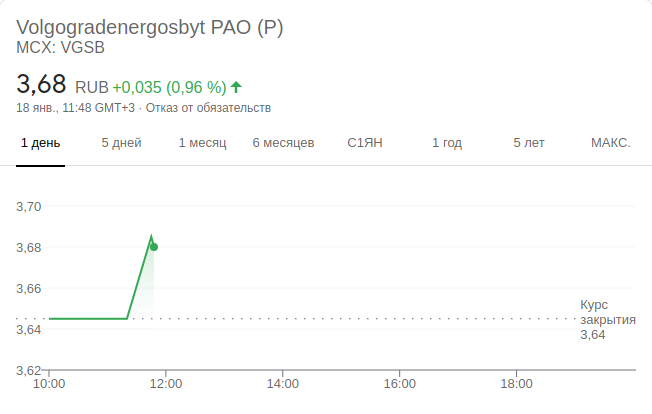 Volgogradenergosbyt PAO (P)
MCX: VGSB
3,68 RUB +0,035 (0,96 %)
18 янв., 11:48 GMT+3 · Отказ от обязательств
1 день 5 дней 1 месяц 6 месяцев С1ЯН 1 год 5 лет МАКС.
3,70
3,68
3,66
Курс
закрытия
3,64
3,64
3,62
10:00 12:00 14:00 16:00 18:00